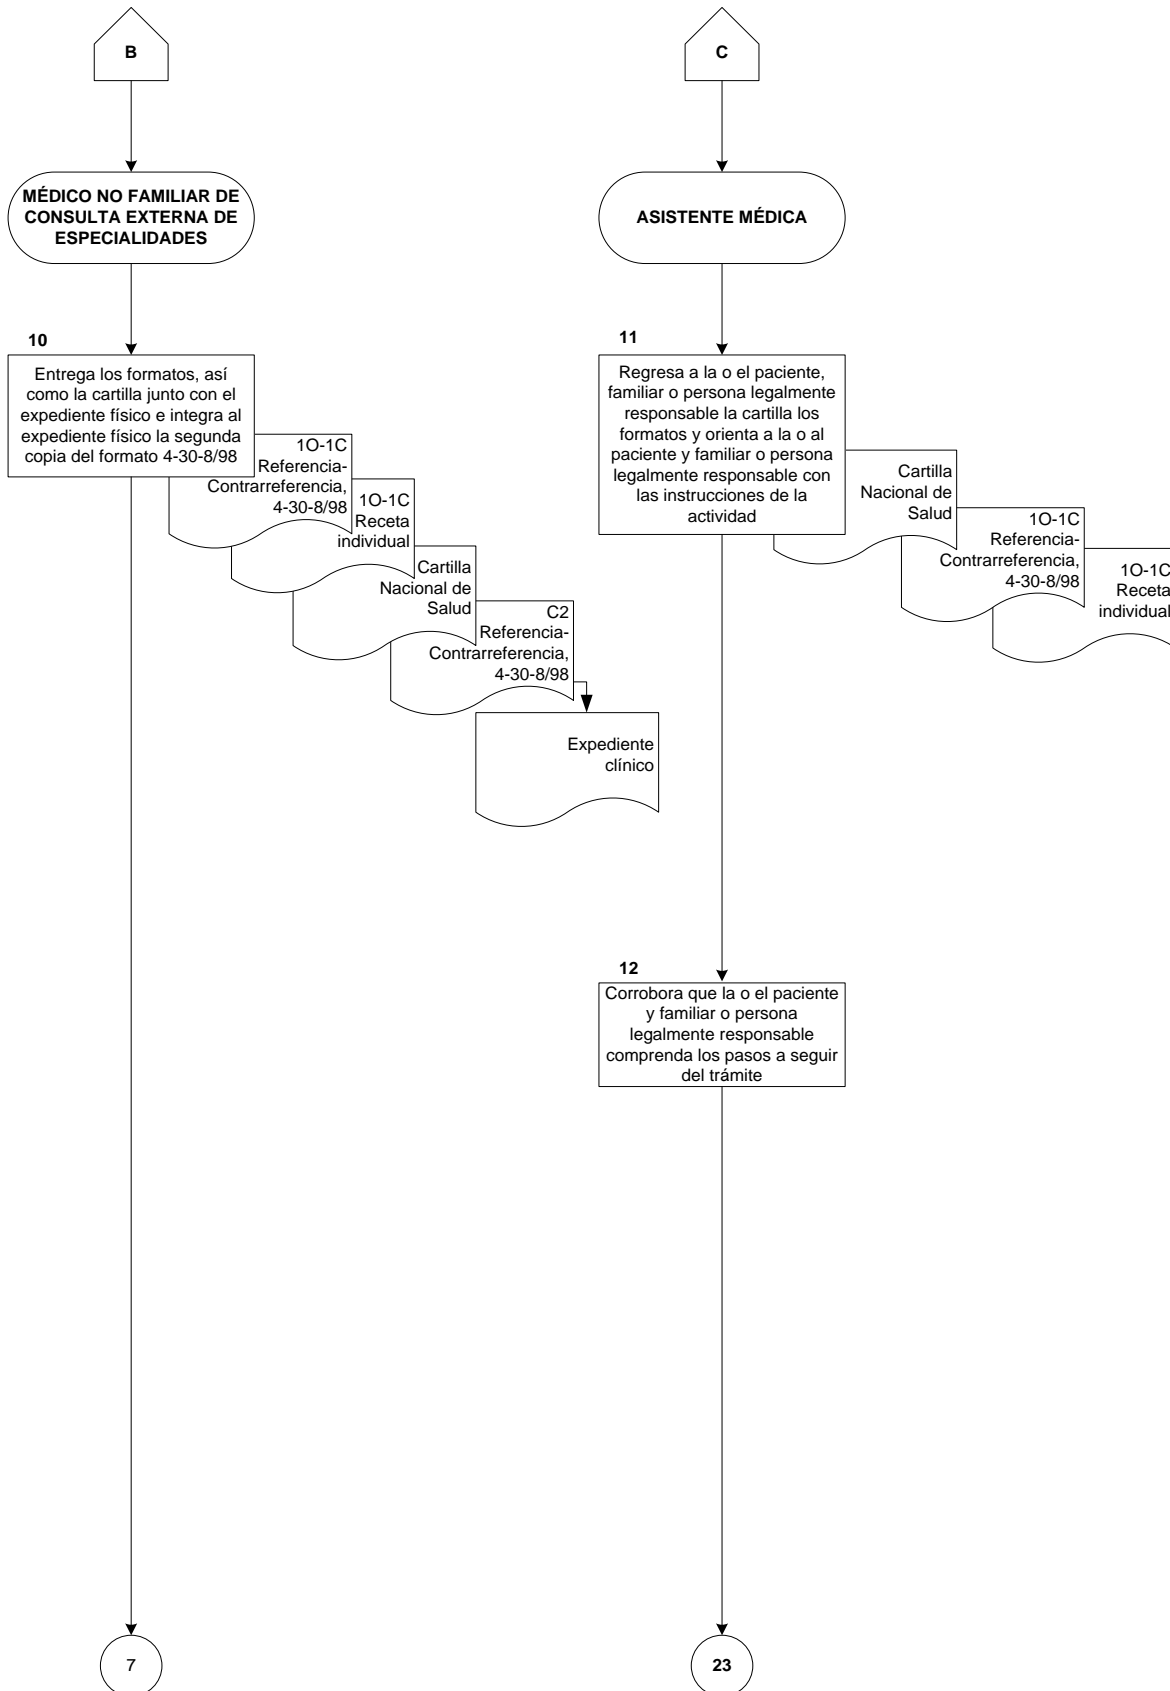 B
MÉDICO NO FAMILIAR DE
CONSULTA EXTERNA DE
ESPECIALIDADES
10
Entrega los formatos, así
como la cartilla junto con el
expediente físico e integra al
expediente físico la segunda
copia del formato 4-30-8/98
1O-1C
Referencia-
Contrarreferencia,
4-30-8/98
1O-1C
Receta
individual
Cartilla
Nacional de
Salud
C2
Referencia-
Contrarreferencia,
4-30-8/98
Expediente
clínico
7
C
ASISTENTE MÉDICA
11
Regresa a la o el paciente,
familiar o persona legalmente
responsable la cartilla los
formatos y orienta a la o al
paciente y familiar o persona
legalmente responsable con
las instrucciones de la
actividad
Cartilla
Nacional de
Salud
1O-1C
Referencia-
Contrarreferencia,
4-30-8/98
1O-1C
Receta
individual
12
Corrobora que la o el paciente
y familiar o persona
legalmente responsable
comprenda los pasos a seguir
del trámite
23